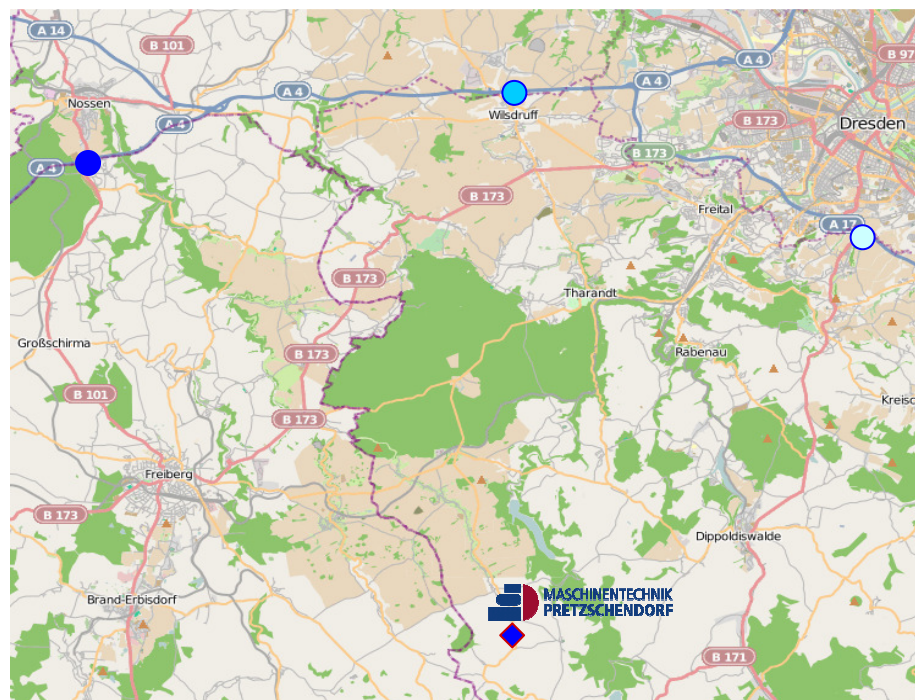 A 14
B 101
A 4
A 4
B 97
Nossen
Wilsdruff
A 4
B 173
Dresden
A 4
B 173
B 173
Freital
A 17
B 173
Tharandt
Großschirma
B 173
Rabenau
B 101
Kreisc
B 173
Freiberg
B 173
Dippoldiswalde
Brand-Erbisdorf
MASCHINENTECHNIK
PRETZSCHENDORF
B 171